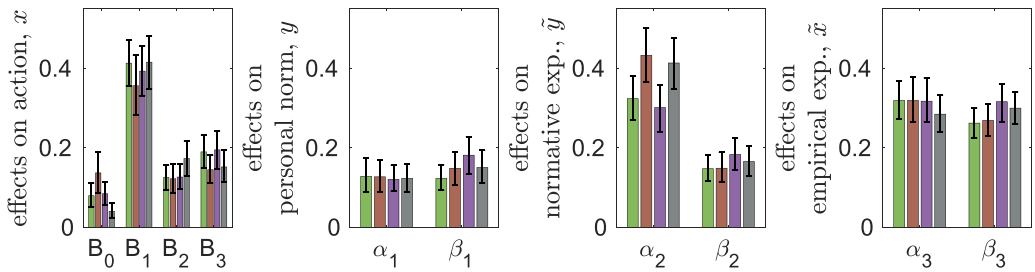 effects on action, x
0.4
0.2
0
B₀ B₁ B₂ B₃
effects on
personal norm, y
0.4
0.2
0
α₁ β₁
effects on
normative exp., ỹ
0.4
0.2
0
α₂ β₂
effects on
empirical exp., x̃
0.4
0.2
0
α₃ β₃